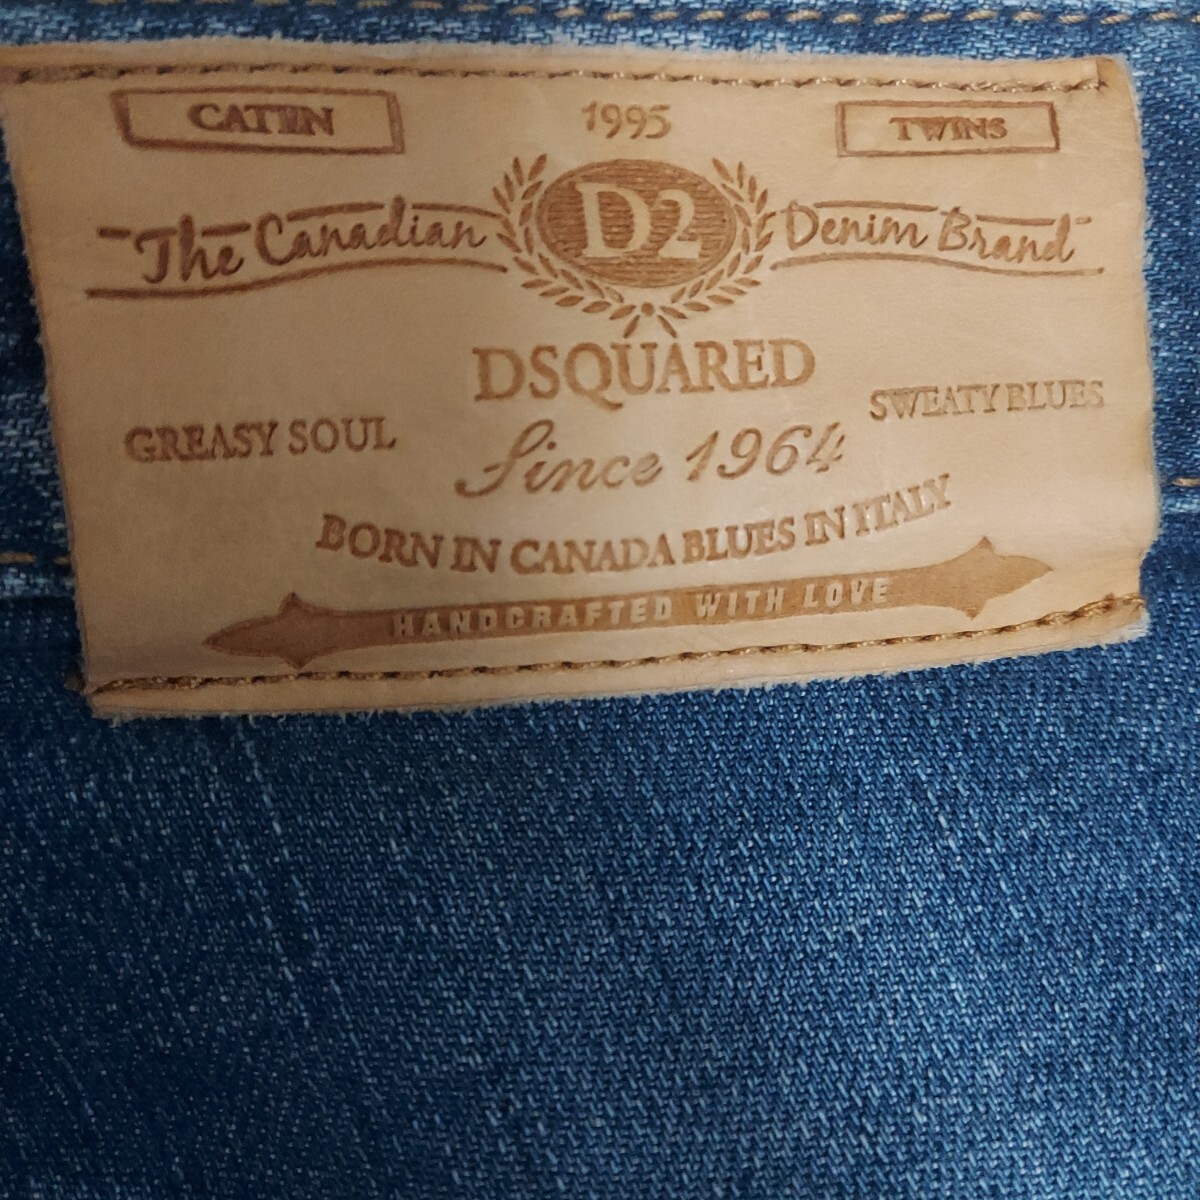 CATEN 1995 TWINS
The Canadian D2 Denim Brand
DSQUARED
GREASY SOUL SWEATY BLUES
Since 1964
BORN IN CANADA BLUES IN ITALY
HANDCRAFTED WITH LOVE